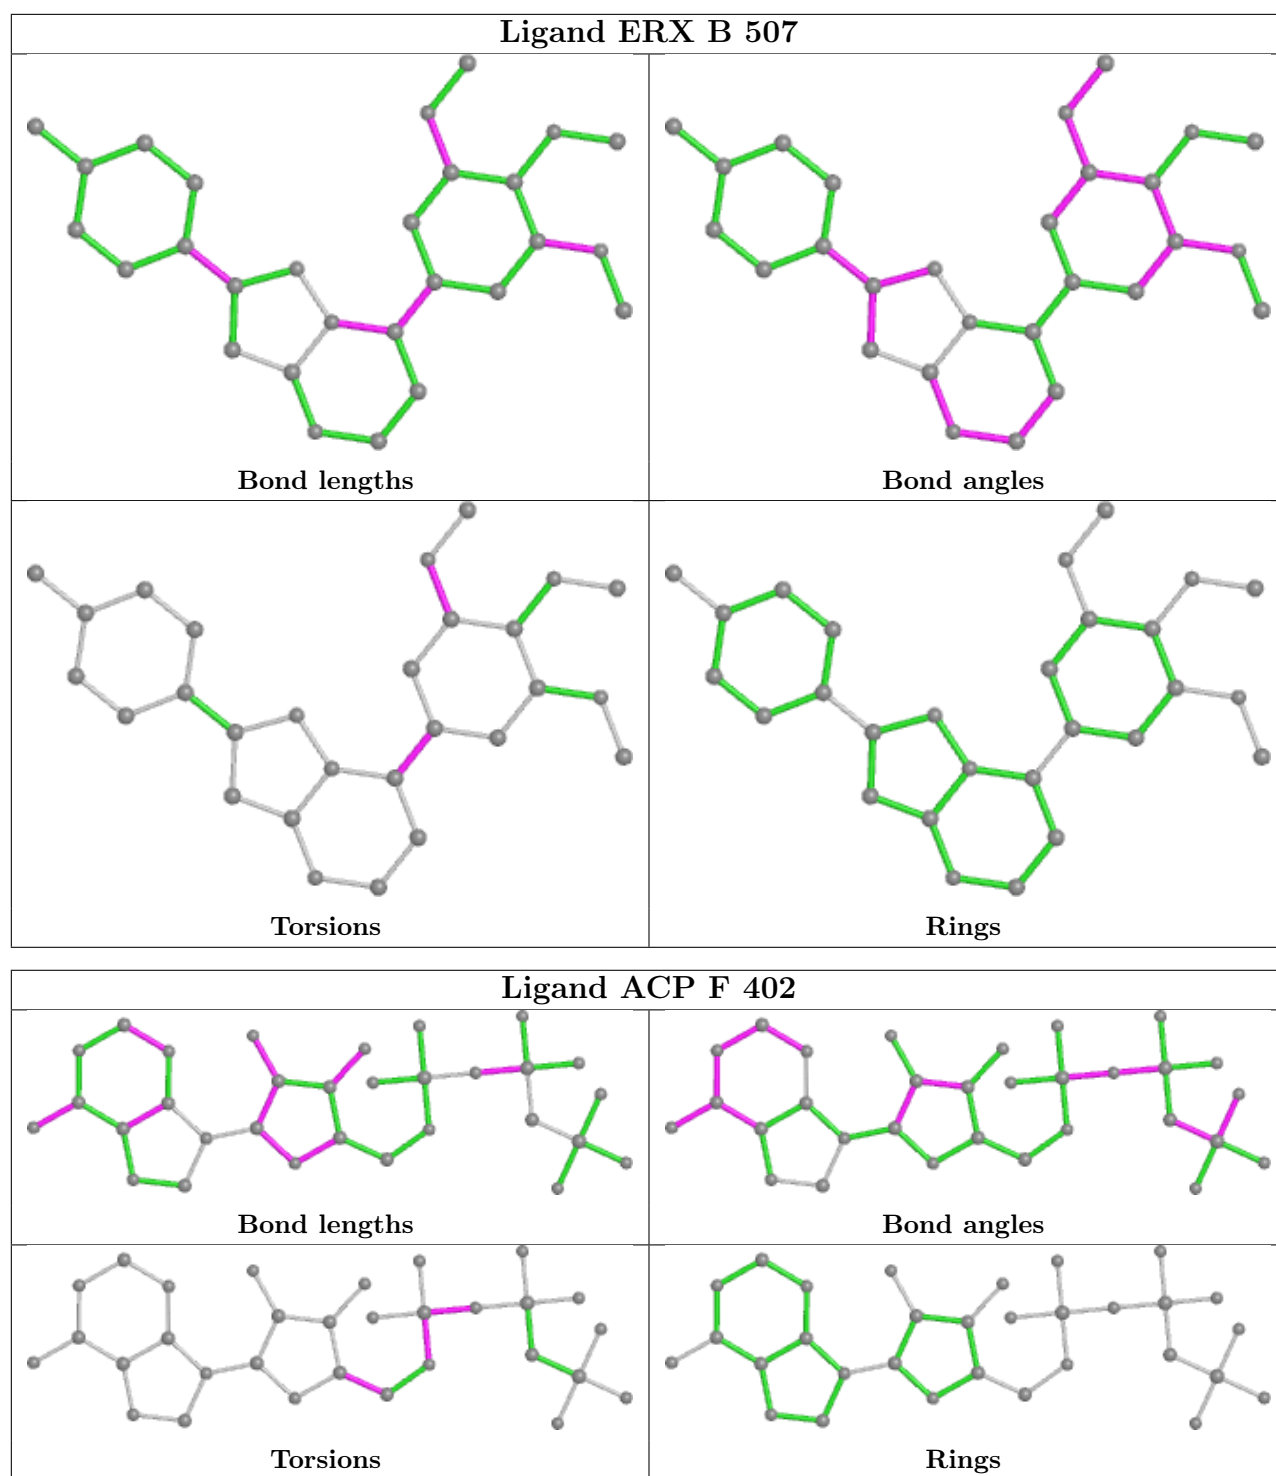 Ligand ERX B 507
Bond lengths
Bond angles
Torsions
Rings
Ligand ACP F 402
Bond lengths
Bond angles
Torsions
Rings